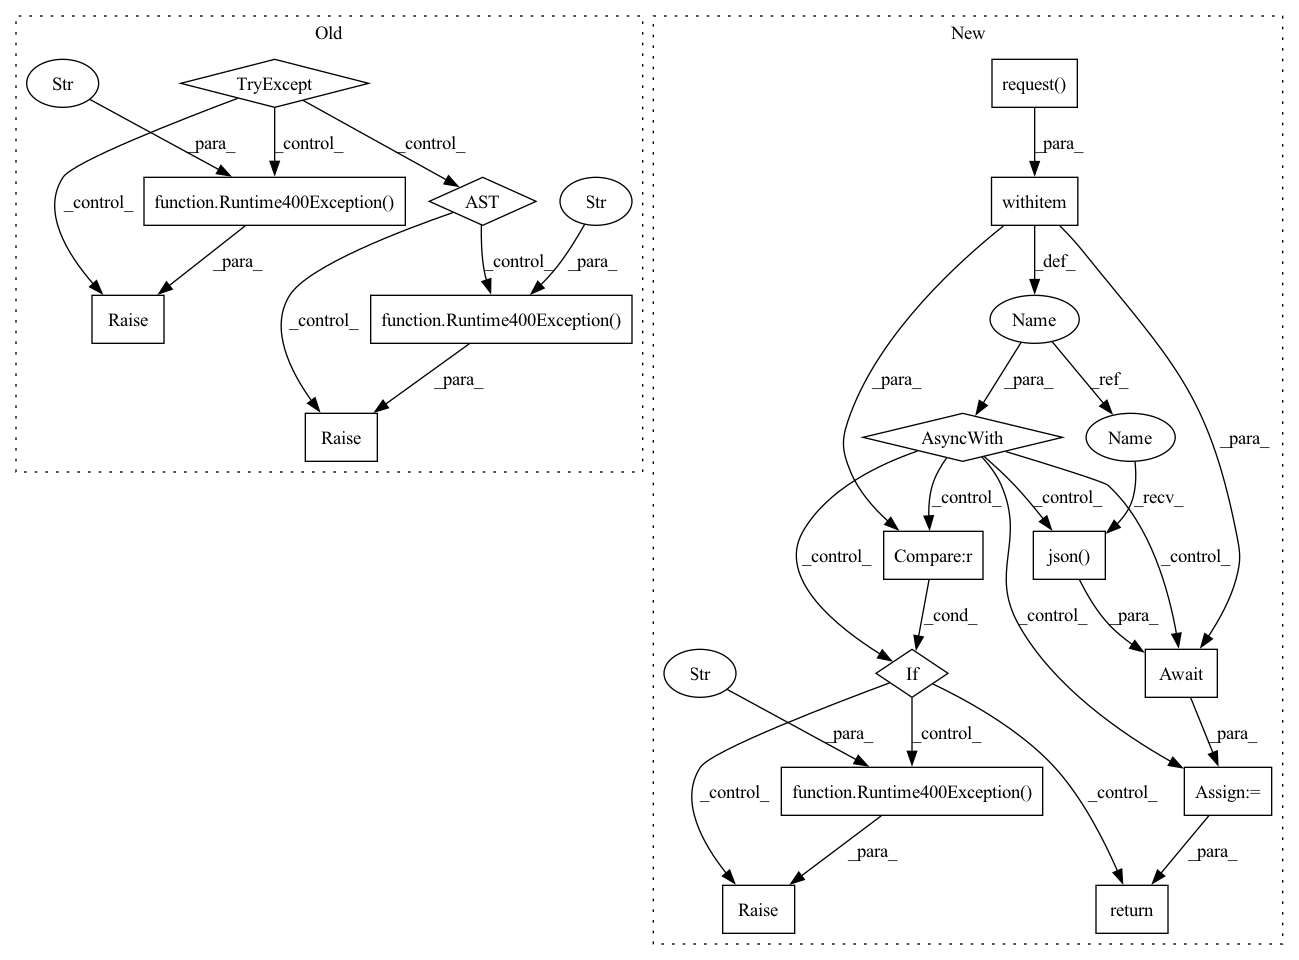 Old
New
Str
TryExcept
request()
_para_
_control_
_control_
_para_
_control_
function.Runtime400Exception()
AST
Str
withitem
_para_
_control_
_para_
_def_
Raise
_control_
function.Runtime400Exception()
Name
_para_
_para_
_para_
_ref_
Raise
AsyncWith
Name
_para_
_control_
_control_
_recv_
Compare:r
json()
_control_
_control_
_cond_
_control_
_para_
Str
If
Await
_para_
_control_
_para_
_control_
function.Runtime400Exception()
_control_
Assign:=
_para_
_para_
Raise
return